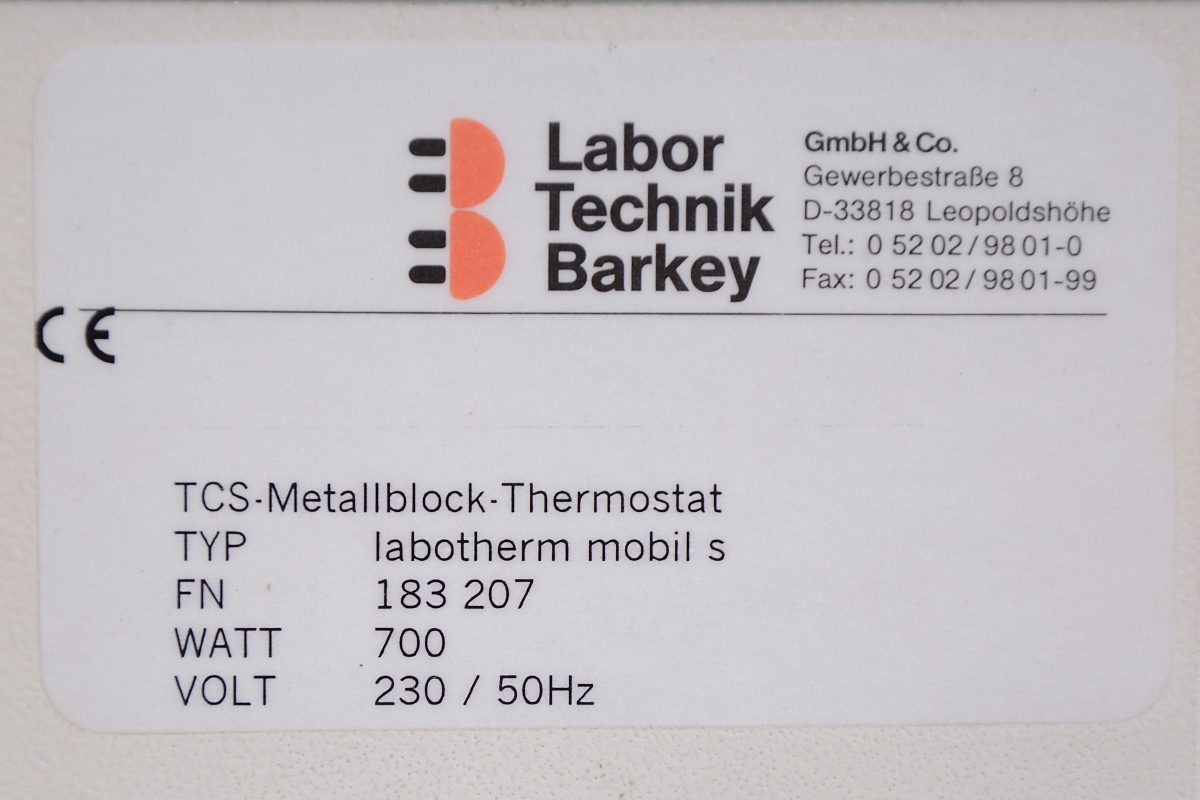 Labor
Technik
Barkey
GmbH & Co.
Gewerbestraße 8
D-33818 Leopoldshöhe
Tel.: 0 52 02 / 98 01-0
Fax: 0 52 02 / 98 01-99
CE
TCS-Metallblock-Thermostat
TYP labotherm mobil s
FN 183 207
WATT 700
VOLT 230 / 50Hz